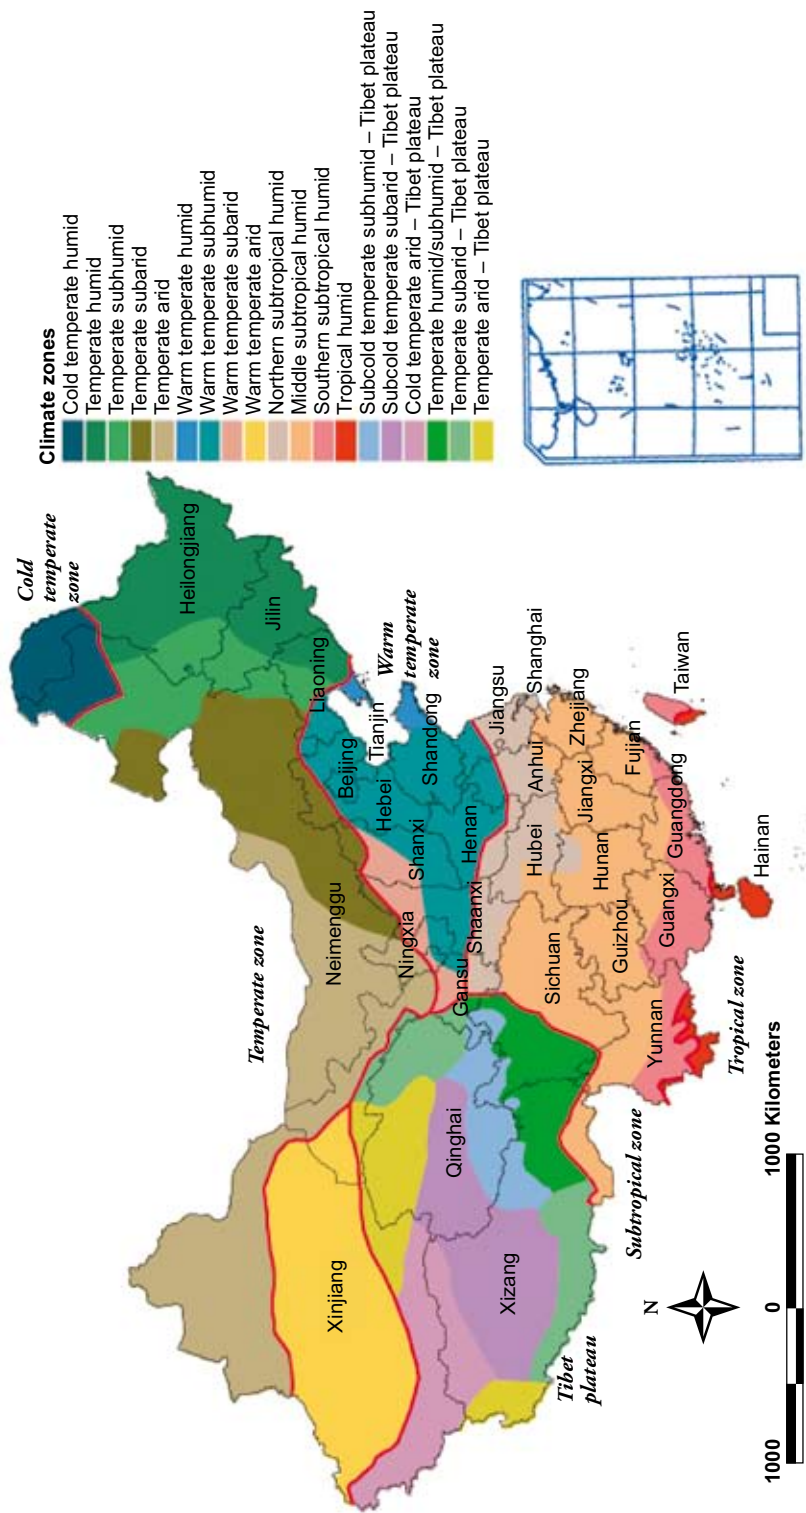 Climate zones
Cold temperate humid
Temperate humid
Temperate subhumid
Temperate subarid
Temperate arid
Warm temperate humid
Warm temperate subhumid
Warm temperate subarid
Warm temperate arid
Northern subtropical humid
Middle subtropical humid
Southern subtropical humid
Tropical humid
Subcold temperate subhumid – Tibet plateau
Subcold temperate subarid – Tibet plateau
Cold temperate arid – Tibet plateau
Temperate humid/subhumid – Tibet plateau
Temperate subarid – Tibet plateau
Temperate arid – Tibet plateau
Cold
temperate
zone
Heilongjiang
Jilin
Liaoning
Warm
temperate
zone
Temperate zone
Neimenggu
Beijing
Tianjin
Hebei
Shandong
Shanxi
Ningxia
Henan
Shaanxi
Gansu
Jiangsu
Shanghai
Anhui
Hubei
Zhejiang
Jiangxi
Hunan
Fujian
Taiwan
Sichuan
Guizhou
Guangdong
Guangxi
Hainan
Yunnan
Tropical zone
Xinjiang
Qinghai
Xizang
Subtropical zone
Tibet
plateau
N
1000
0
1000 Kilometers